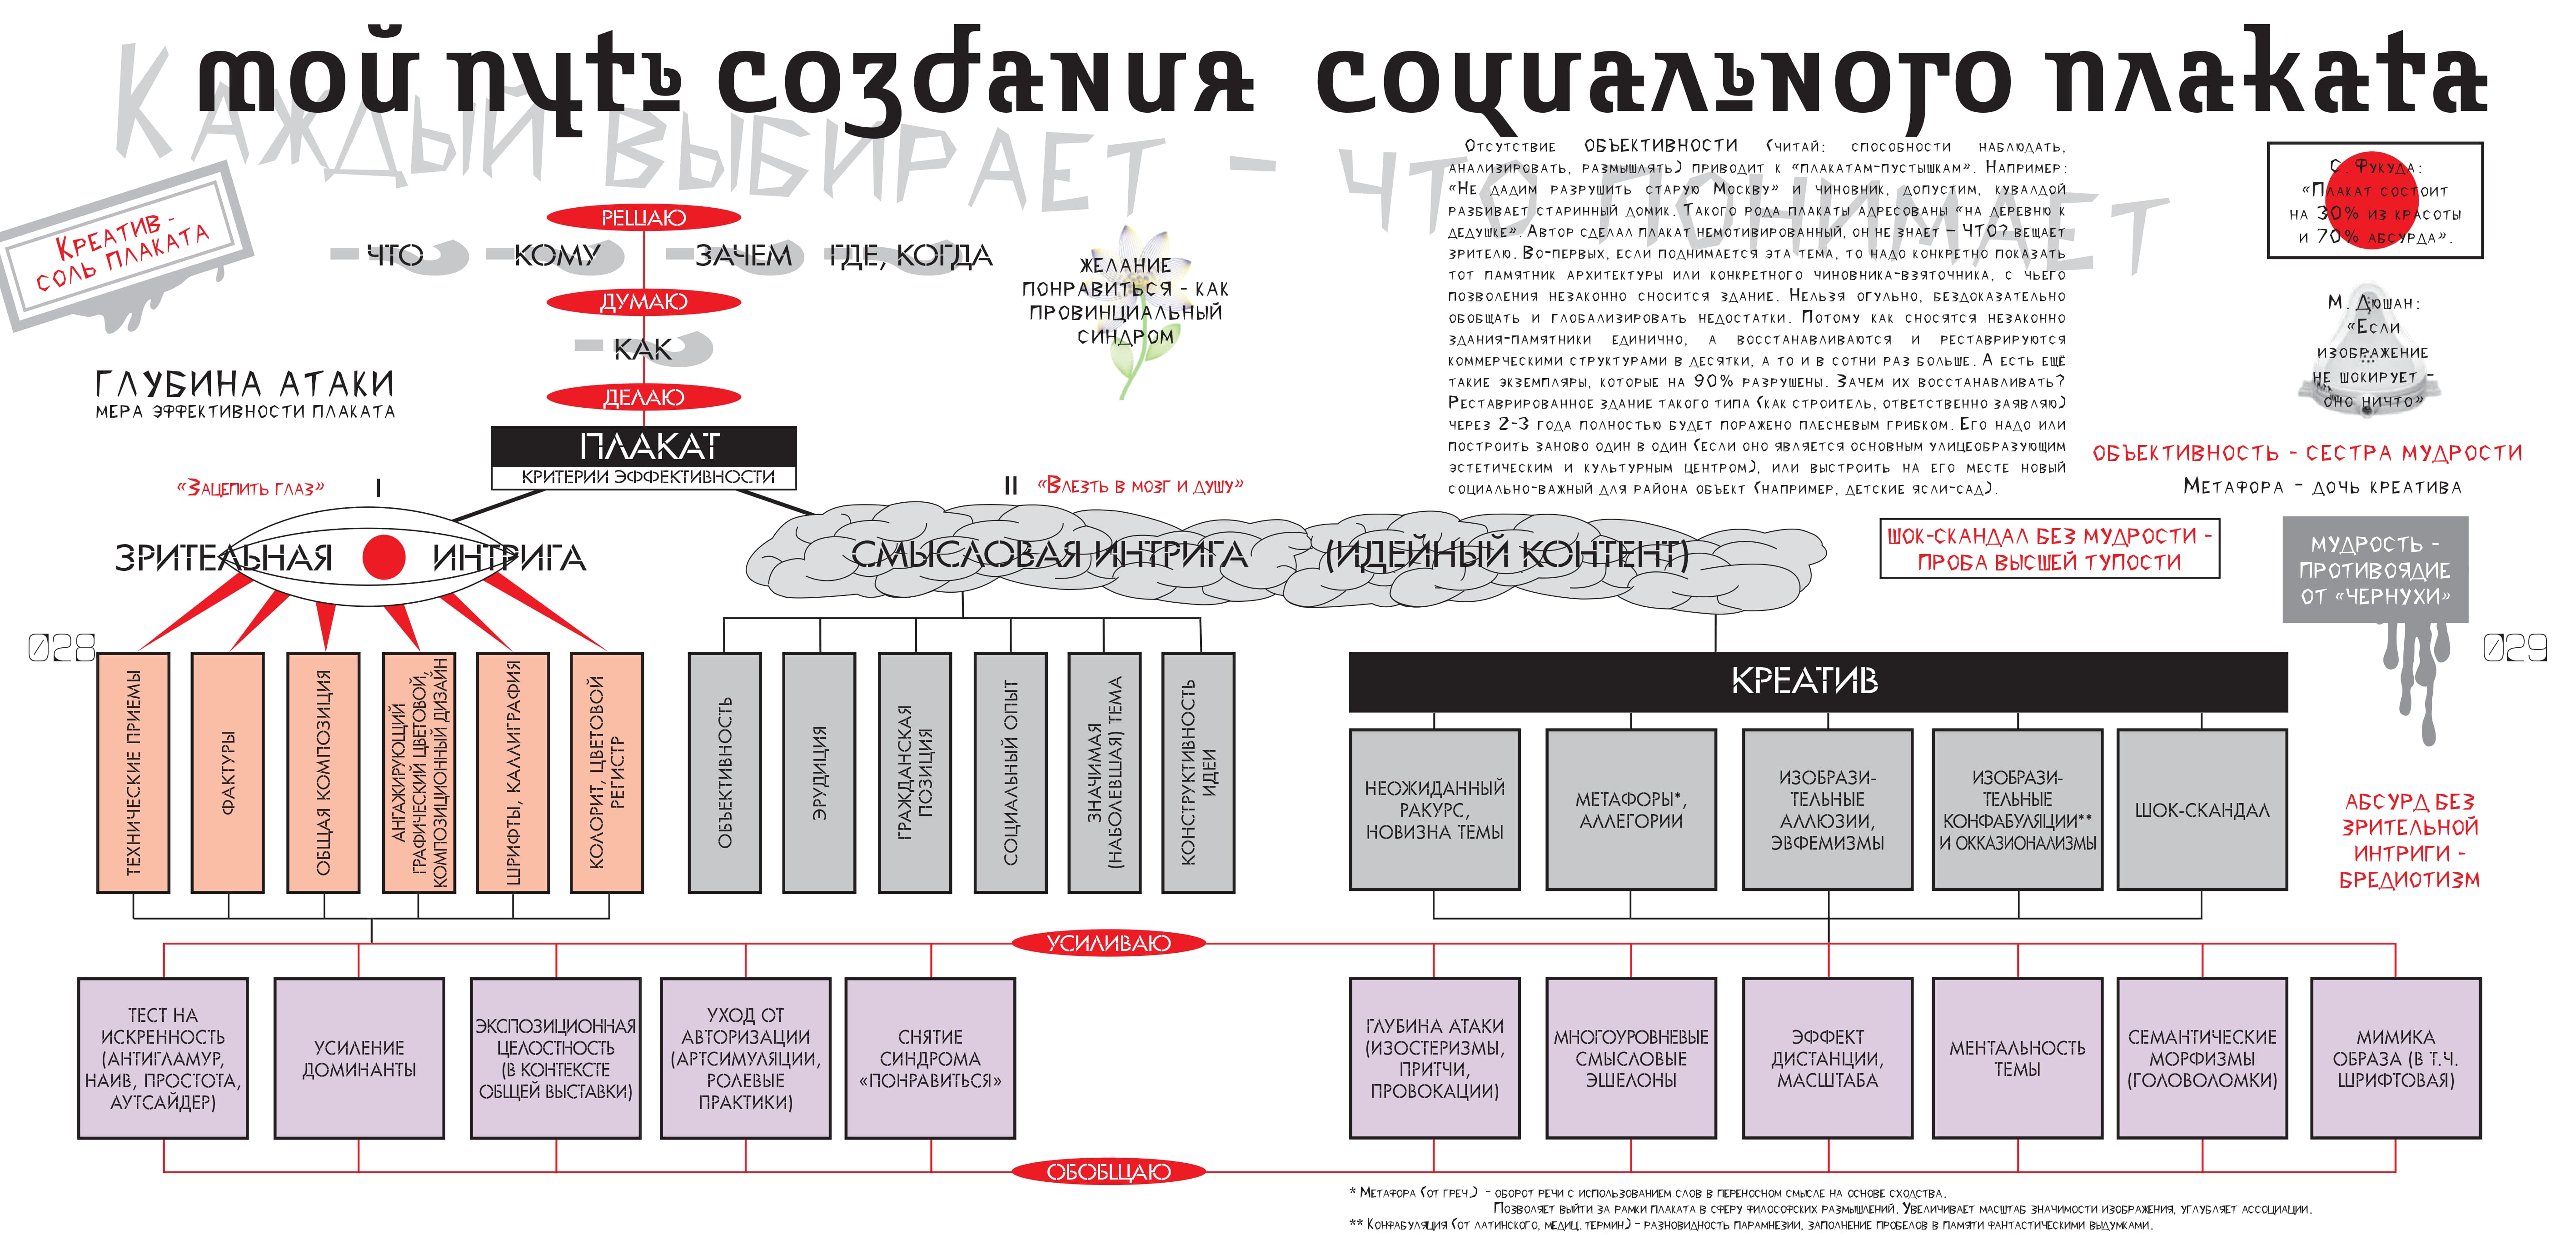 мой путь создания социального плаката
Каждый выбирает – что понимает
Креатив -
соль плаката
РЕШАЮ
ЧТО КОМУ ЗАЧЕМ ГДЕ, КОГДА
ДУМАЮ
КАК
ДЕЛАЮ
ПЛАКАТ
КРИТЕРИИ ЭФФЕКТИВНОСТИ
ГЛУБИНА АТАКИ
МЕРА ЭФФЕКТИВНОСТИ ПЛАКАТА
ЖЕЛАНИЕ
ПОНРАВИТЬСЯ - КАК
ПРОВИНЦИАЛЬНЫЙ
СИНДРОМ
Отсутствие ОБЪЕКТИВНОСТИ (читай: способности наблюдать,
анализировать, размышлять) приводит к «плакатам-пустышкам». Например:
«Не дадим разрушить старую Москву» и чиновник, допустим, кувалдой
разбивает старинный домик. Такого рода плакаты адресованы «на деревню к
дедушке». Автор сделал плакат немотивированный, он не знает – ЧТО? вещает
зрителю. Во-первых, если поднимается эта тема, то надо конкретно показать
тот памятник архитектуры или конкретного чиновника-взяточника, с чьего
позволения незаконно сносится здание. Нельзя огульно, бездоказательно
обобщать и глобализировать недостатки. Потому как сносятся незаконно
здания-памятники единично, а восстанавливаются и реставрируются
коммерческими структурами в десятки, а то и в сотни раз больше. А есть ещё
такие экземпляры, которые на 90% разрушены. Зачем их восстанавливать?
Реставрированное здание такого типа (как строитель, ответственно заявляю)
через 2-3 года полностью будет поражено плесневым грибком. Его надо или
построить заново один в один (если оно является основным улицеобразующим
эстетическим и культурным центром), или выстроить на его месте новый
социально-важный для района объект (например, детские ясли-сад).
С. Фукуда:
«Плакат состоит
на 30% из красоты
и 70% абсурда».
М. Дюшан:
«Если
изображение
не шокирует -
оно ничто»
ОБЪЕКТИВНОСТЬ - СЕСТРА МУДРОСТИ
Метафора - дочь креатива
ШОК-СКАНДАЛ БЕЗ МУДРОСТИ -
ПРОБА ВЫСШЕЙ ТУПОСТИ
МУДРОСТЬ -
ПРОТИВОЯДИЕ
ОТ «ЧЕРНУХИ»
«Зацепить глаз» I
II «Влезть в мозг и душу»
ЗРИТЕЛЬНАЯ ИНТРИГА
СМЫСЛОВАЯ ИНТРИГА (ИДЕЙНЫЙ КОНТЕНТ)
028
029
ТЕХНИЧЕСКИЕ ПРИЕМЫ
ФАКТУРЫ
ОБЩАЯ КОМПОЗИЦИЯ
АНГАЖИРУЮЩИЙ
ГРАФИЧЕСКИЙ ЦВЕТОВОЙ,
КОМПОЗИЦИОННЫЙ ДИЗАЙН
ШРИФТЫ, КАЛЛИГРАФИЯ
КОЛОРИТ, ЦВЕТОВОЙ
РЕГИСТР
ОБЪЕКТИВНОСТЬ
ЭРУДИЦИЯ
ГРАЖДАНСКАЯ
ПОЗИЦИЯ
СОЦИАЛЬНЫЙ ОПЫТ
ЗНАЧИМАЯ
(НАБОЛЕВШАЯ) ТЕМА
КОНСТРУКТИВНОСТЬ
ИДЕИ
КРЕАТИВ
НЕОЖИДАННЫЙ
РАКУРС,
НОВИЗНА ТЕМЫ
МЕТАФОРЫ*,
АЛЛЕГОРИИ
ИЗОБРАЗИ-
ТЕЛЬНЫЕ
АЛЛЮЗИИ,
ЭВФЕМИЗМЫ
ИЗОБРАЗИ-
ТЕЛЬНЫЕ
КОНФАБУЛЯЦИИ**
И ОККАЗИОНАЛИЗМЫ
ШОК-СКАНДАЛ
АБСУРД БЕЗ
ЗРИТЕЛЬНОЙ
ИНТРИГИ -
БРЕДИОТИЗМ
УСИЛИВАЮ
ТЕСТ НА
ИСКРЕННОСТЬ
(АНТИГЛАМУР,
НАИВ, ПРОСТОТА,
АУТСАЙДЕР)
УСИЛЕНИЕ
ДОМИНАНТЫ
ЭКСПОЗИЦИОННАЯ
ЦЕЛОСТНОСТЬ
(В КОНТЕКСТЕ
ОБЩЕЙ ВЫСТАВКИ)
УХОД ОТ
АВТОРИЗАЦИИ
(АРТСИМУЛЯЦИИ,
РОЛЕВЫЕ
ПРАКТИКИ)
СНЯТИЕ
СИНДРОМА
«ПОНРАВИТЬСЯ»
ГЛУБИНА АТАКИ
(ИЗОСТЕРИЗМЫ,
ПРИТЧИ,
ПРОВОКАЦИИ)
МНОГОУРОВНЕВЫЕ
СМЫСЛОВЫЕ
ЭШЕЛОНЫ
ЭФФЕКТ
ДИСТАНЦИИ,
МАСШТАБА
МЕНТАЛЬНОСТЬ
ТЕМЫ
СЕМАНТИЧЕСКИЕ
МОРФИЗМЫ
(ГОЛОВОЛОМКИ)
МИМИКА
ОБРАЗА (В Т.Ч.
ШРИФТОВАЯ)
ОБОБЩАЮ
* Метафора (от греч.) - оборот речи с использованием слов в переносном смысле на основе сходства.
Позволяет выйти за рамки плаката в сферу философских размышлений. Увеличивает масштаб значимости изображения, углубляет ассоциации.
** Конфабуляция (от латинского, медиц. термин) - разновидность парамнезии, заполнение пробелов в памяти фантастическими выдумками.